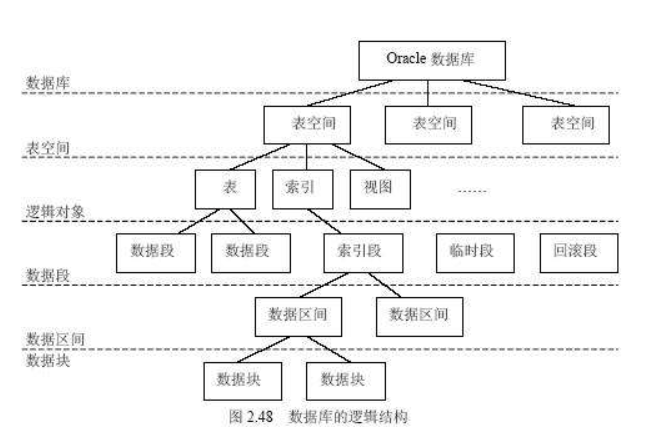 Oracle 数据库
数据库
表空间 表空间 表空间
表空间
表 索引 视图 ……
逻辑对象
数据段 数据段 索引段 临时段 回滚段
数据段
数据区间 数据区间
数据区间
数据块
数据块 数据块
图 2.48 数据库的逻辑结构